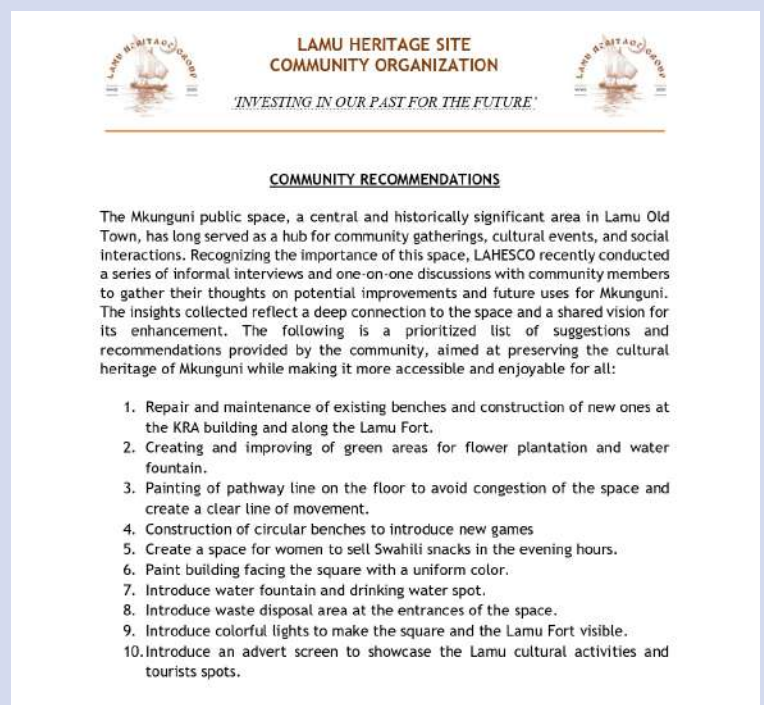 LAMU HERITAGE GROUP
LAMU HERITAGE SITE
COMMUNITY ORGANIZATION
'INVESTING IN OUR PAST FOR THE FUTURE'
LAMU HERITAGE GROUP
COMMUNITY RECOMMENDATIONS
The Mkunguni public space, a central and historically significant area in Lamu Old
Town, has long served as a hub for community gatherings, cultural events, and social
interactions. Recognizing the importance of this space, LAHESCO recently conducted
a series of informal interviews and one-on-one discussions with community members
to gather their thoughts on potential improvements and future uses for Mkunguni.
The insights collected reflect a deep connection to the space and a shared vision for
its enhancement. The following is a prioritized list of suggestions and
recommendations provided by the community, aimed at preserving the cultural
heritage of Mkunguni while making it more accessible and enjoyable for all:
1. Repair and maintenance of existing benches and construction of new ones at
the KRA building and along the Lamu Fort.
2. Creating and improving of green areas for flower plantation and water
fountain.
3. Painting of pathway line on the floor to avoid congestion of the space and
create a clear line of movement.
4. Construction of circular benches to introduce new games
5. Create a space for women to sell Swahili snacks in the evening hours.
6. Paint building facing the square with a uniform color.
7. Introduce water fountain and drinking water spot.
8. Introduce waste disposal area at the entrances of the space.
9. Introduce colorful lights to make the square and the Lamu Fort visible.
10. Introduce an advert screen to showcase the Lamu cultural activities and
tourists spots.